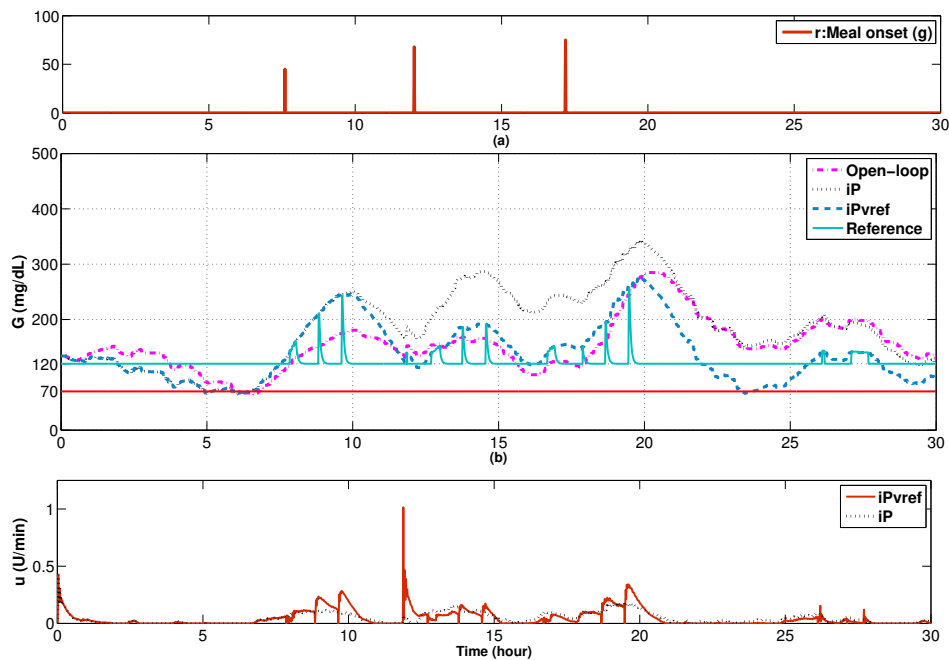 100
50
0
r:Meal onset (g)
0 5 10 15 20 25 30
(a)
500
400
300
200
120
70
0
G (mg/dL)
Open−loop
iP
iPvref
Reference
0 5 10 15 20 25 30
(b)
1
0.5
0
u (U/min)
iPvref
iP
0 5 10 15 20 25 30
Time (hour)